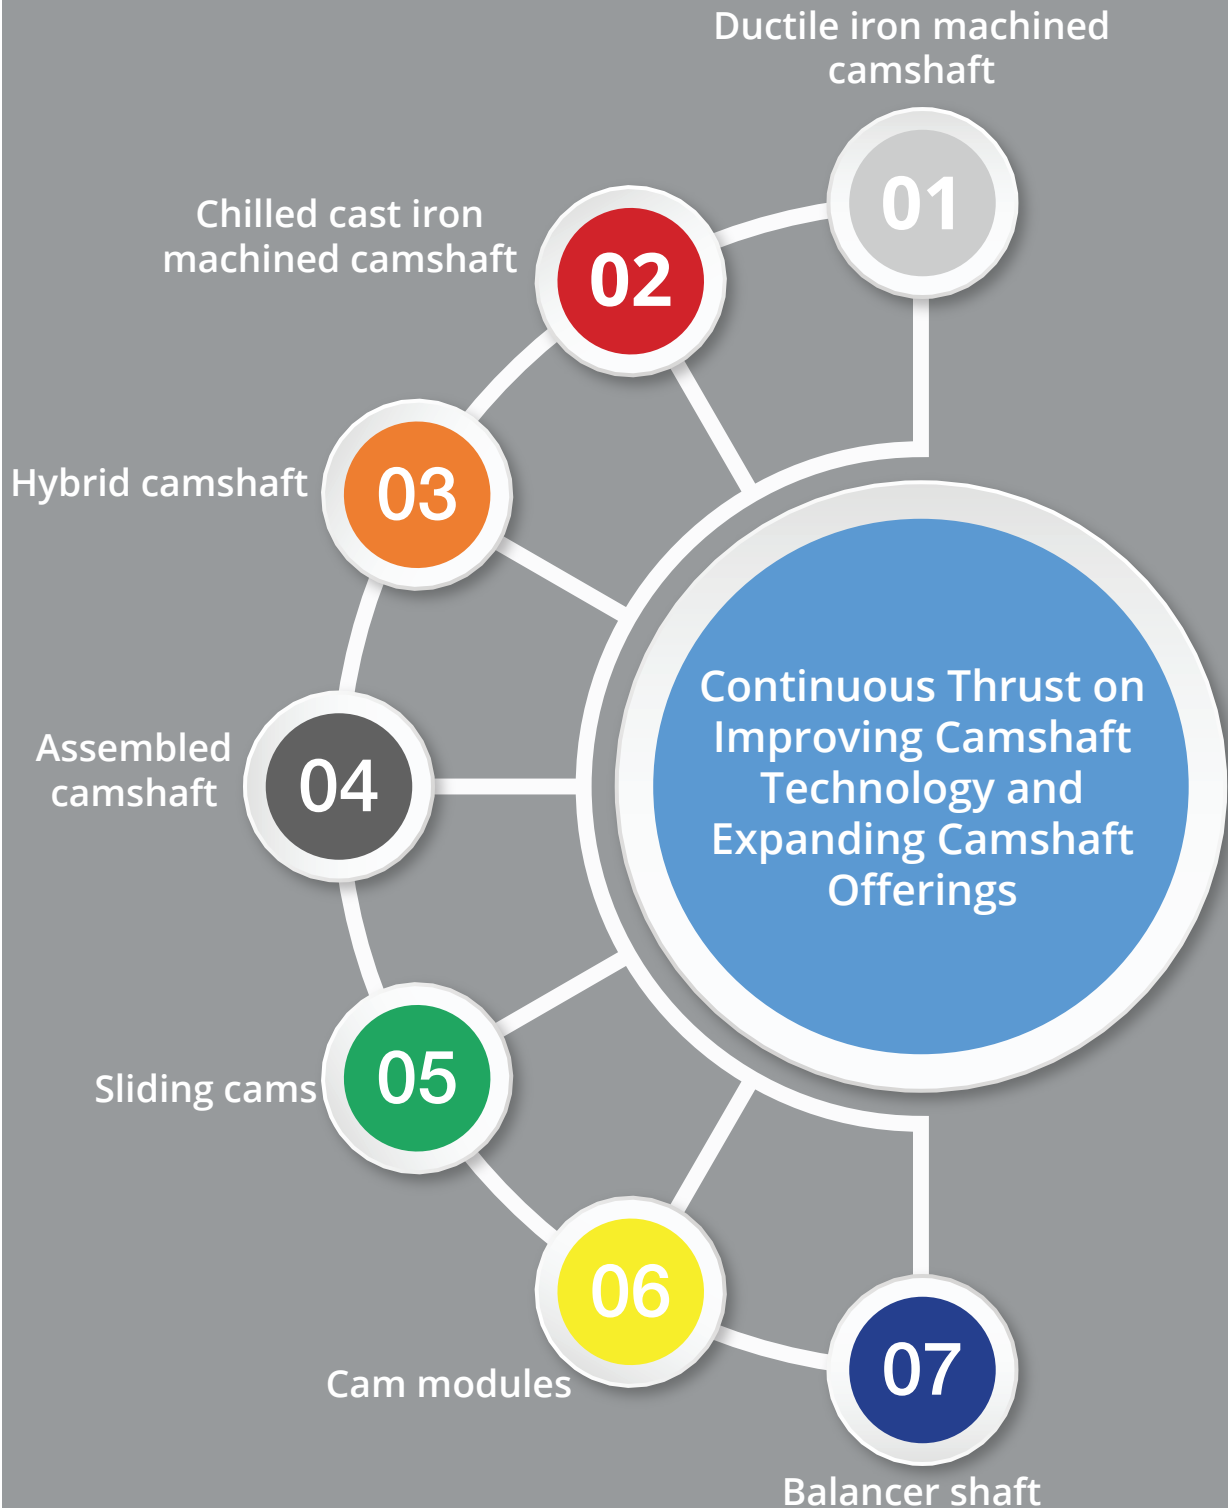 Ductile iron machined
camshaft
01
Chilled cast iron
machined camshaft
02
Hybrid camshaft
03
Assembled
camshaft
04
Sliding cams
05
Cam modules
06
Balancer shaft
07
Continuous Thrust on
Improving Camshaft
Technology and
Expanding Camshaft
Offerings